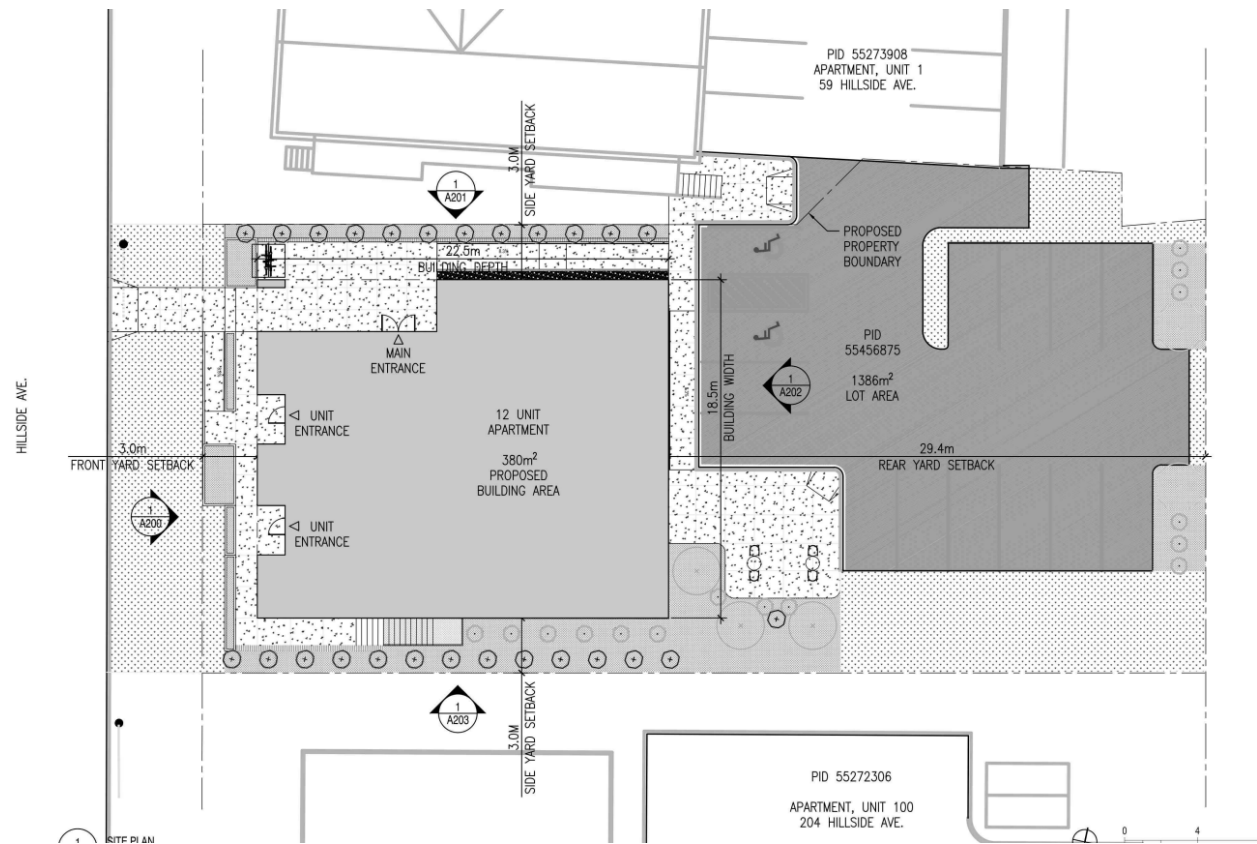 PID 55273908
APARTMENT, UNIT 1
59 HILLSIDE AVE.
3.0M
SIDE YARD SETBACK
1
A201
PROPOSED
PROPERTY
BOUNDARY
22.5m
BUILDING DEPTH
MAIN
ENTRANCE
PID
55456875
1386m²
LOT AREA
1
A202
18.5m
BUILDING WIDTH
HILLSIDE AVE.
UNIT
ENTRANCE
12 UNIT
APARTMENT
380m²
PROPOSED
BUILDING AREA
3.0m
FRONT YARD SETBACK
29.4m
REAR YARD SETBACK
1
A200
UNIT
ENTRANCE
1
A203
3.0M
SIDE YARD SETBACK
PID 55272306
APARTMENT, UNIT 100
204 HILLSIDE AVE.
1
SITE PLAN
0 4